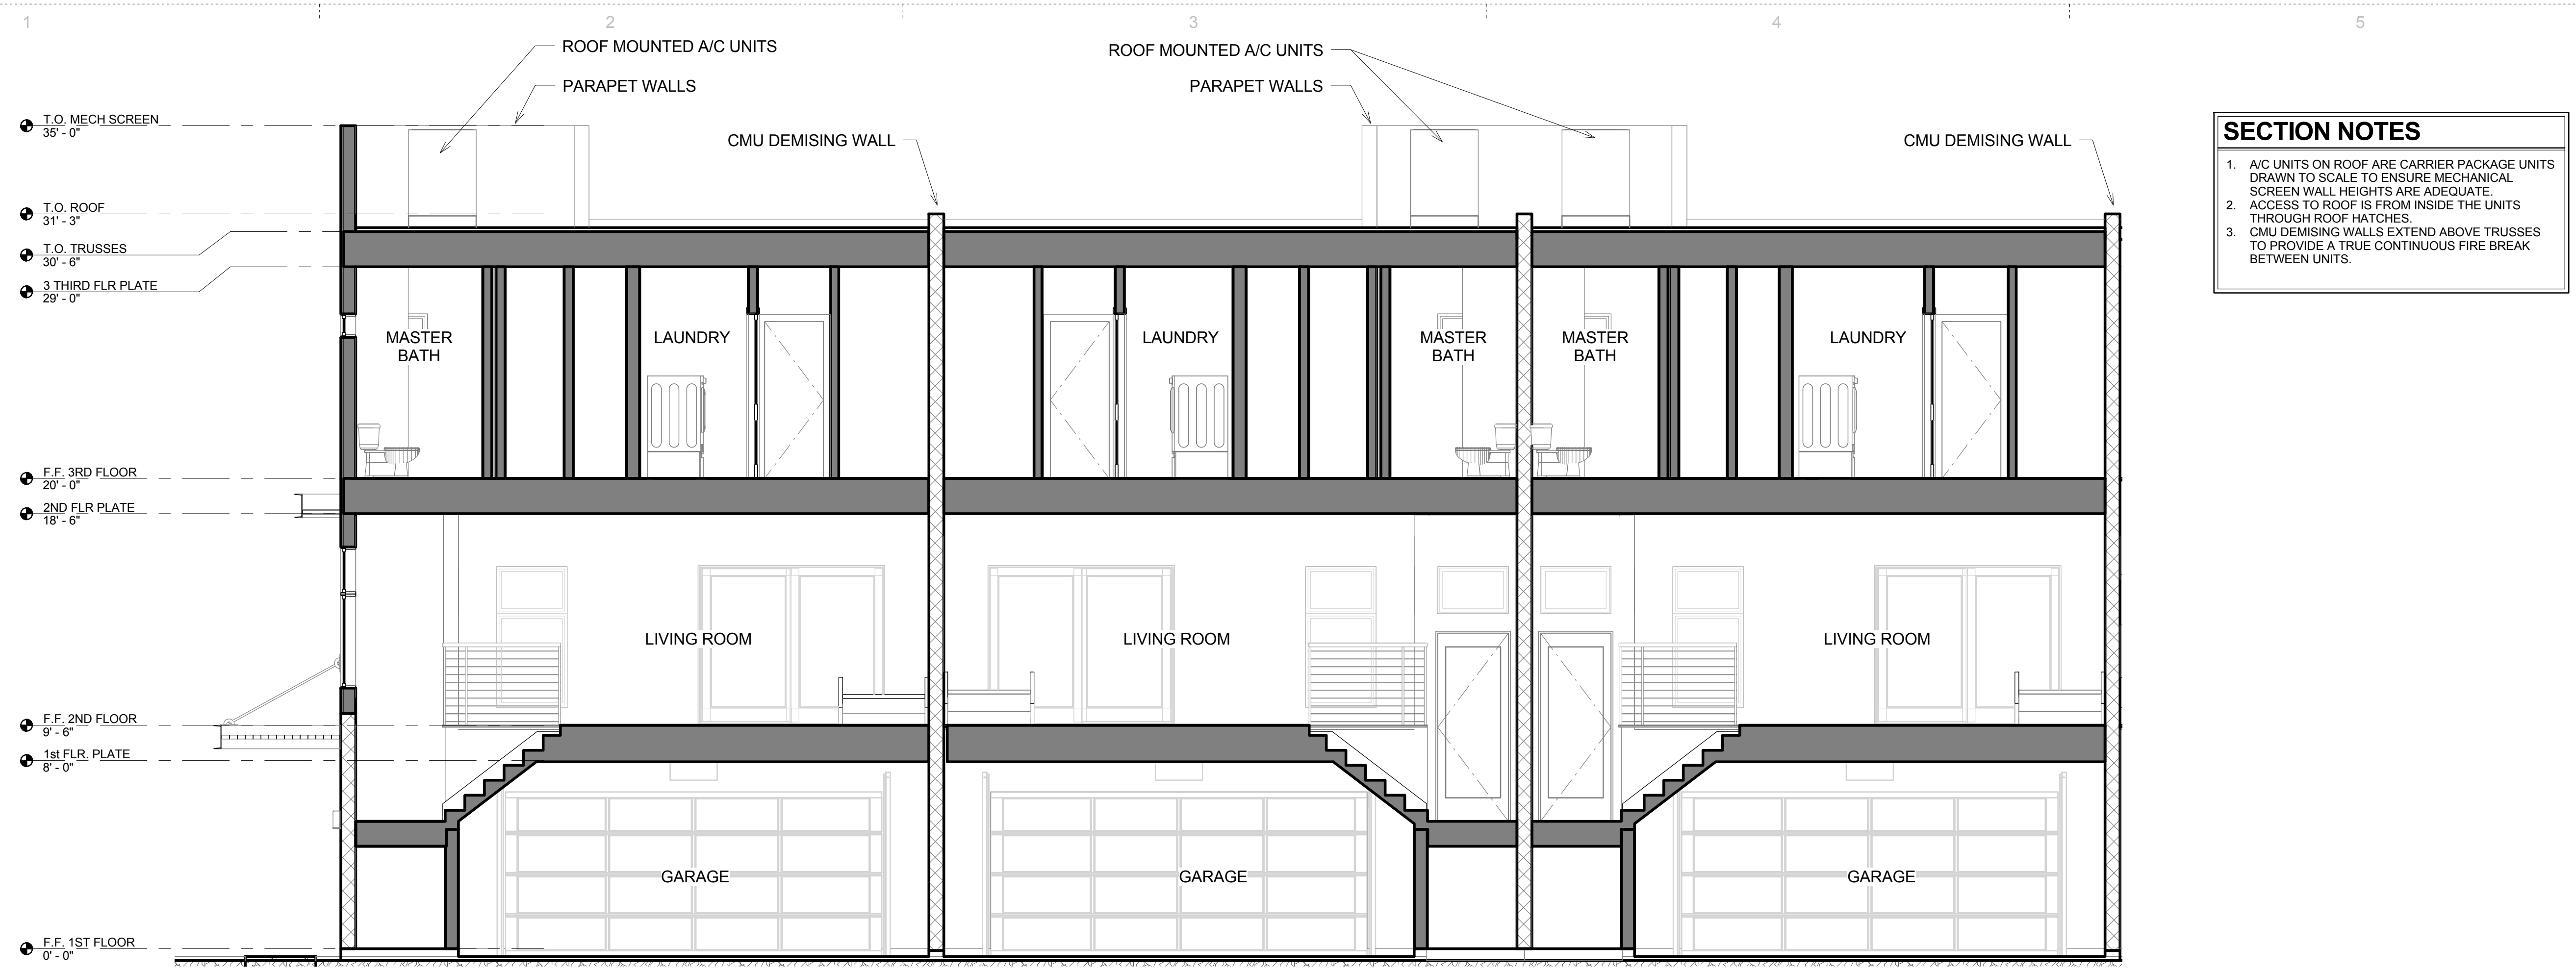 1
2
3
4
5
ROOF MOUNTED A/C UNITS
ROOF MOUNTED A/C UNITS
PARAPET WALLS
PARAPET WALLS
T.O. MECH SCREEN
35' - 0"
CMU DEMISING WALL
CMU DEMISING WALL
SECTION NOTES
1. A/C UNITS ON ROOF ARE CARRIER PACKAGE UNITS
DRAWN TO SCALE TO ENSURE MECHANICAL
SCREEN WALL HEIGHTS ARE ADEQUATE.
2. ACCESS TO ROOF IS FROM INSIDE THE UNITS
THROUGH ROOF HATCHES.
3. CMU DEMISING WALLS EXTEND ABOVE TRUSSES
TO PROVIDE A TRUE CONTINUOUS FIRE BREAK
BETWEEN UNITS.
T.O. ROOF
31' - 3"
T.O. TRUSSES
30' - 6"
3 THIRD FLR PLATE
29' - 0"
MASTER
BATH
LAUNDRY
LAUNDRY
MASTER
BATH
MASTER
BATH
LAUNDRY
F.F. 3RD FLOOR
20' - 0"
2ND FLR PLATE
18' - 6"
LIVING ROOM
LIVING ROOM
LIVING ROOM
F.F. 2ND FLOOR
9' - 6"
1st FLR. PLATE
8' - 0"
GARAGE
GARAGE
GARAGE
F.F. 1ST FLOOR
0' - 0"